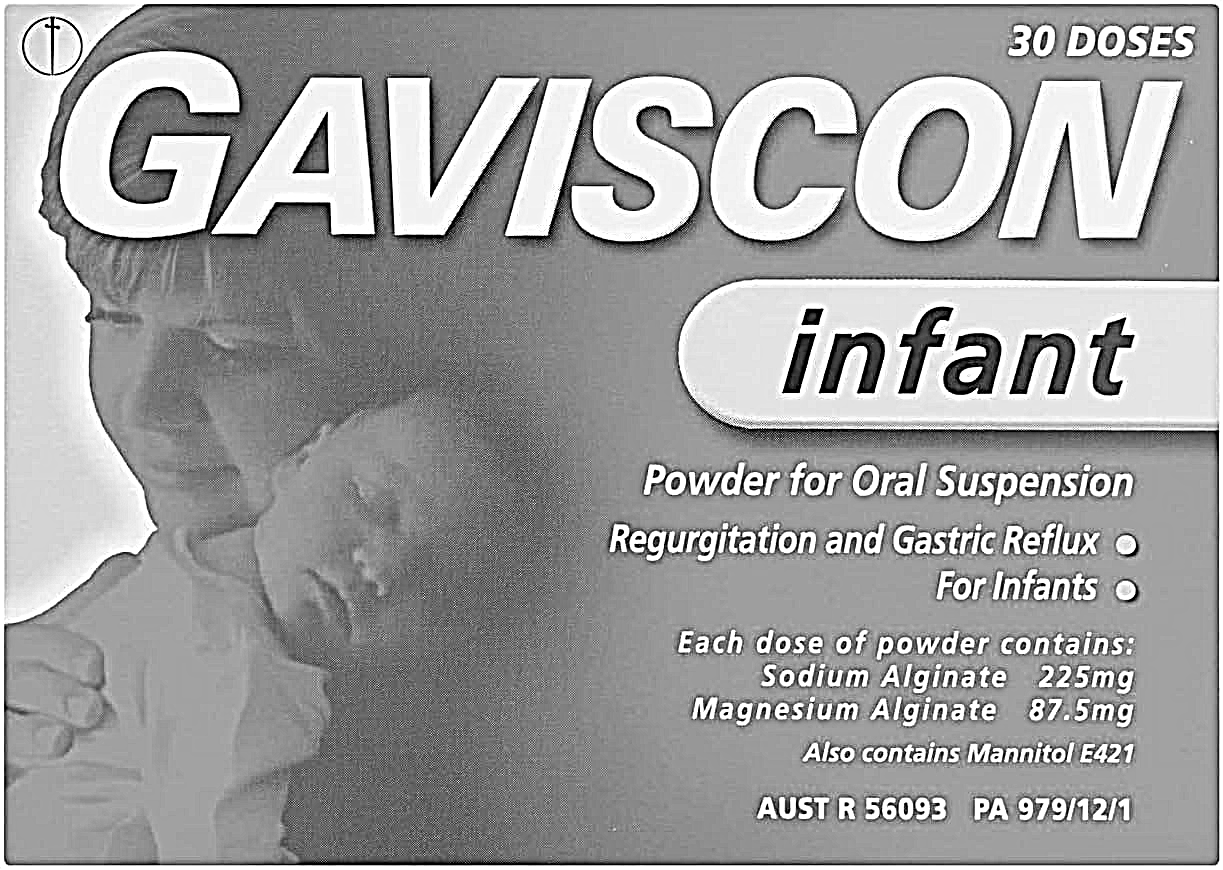 30 DOSES
GAVISCON
infant
Powder for Oral Suspension
Regurgitation and Gastric Reflux
For Infants
Each dose of powder contains:
Sodium Alginate 225mg
Magnesium Alginate 87.5mg
Also contains Mannitol E421
AUST R 56093 PA 979/12/1